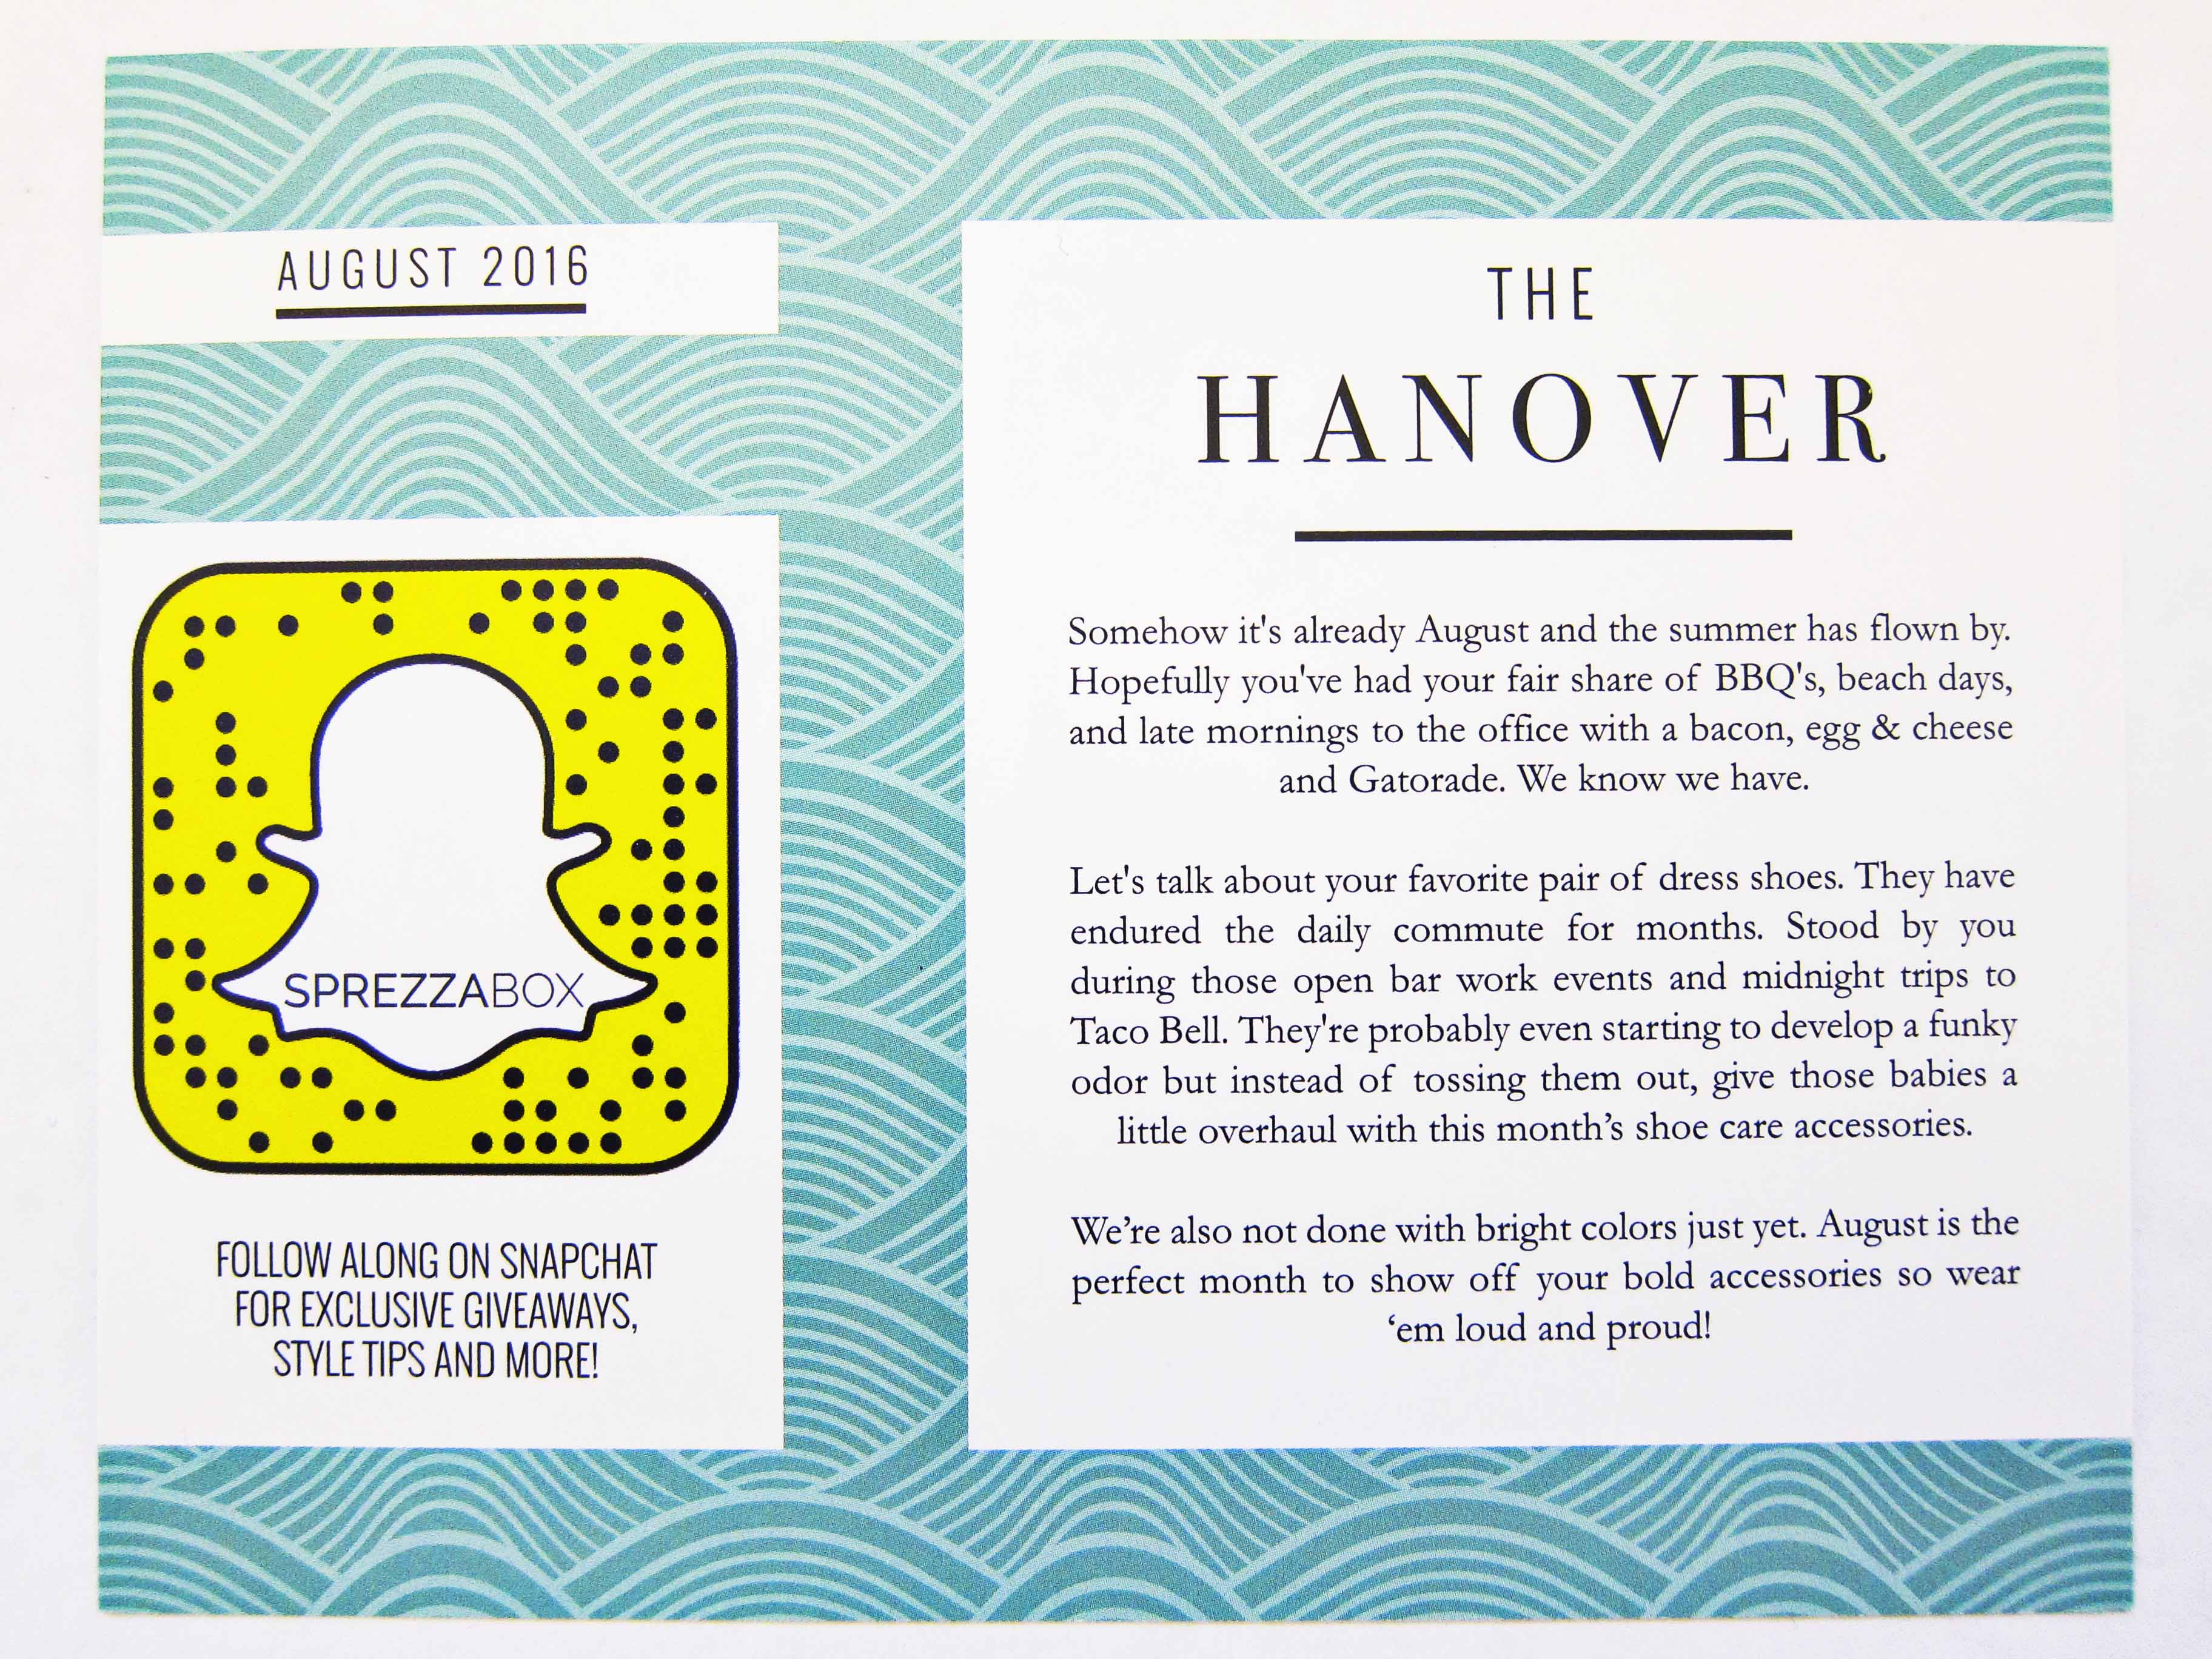 AUGUST 2016
SPREZZABOX
FOLLOW ALONG ON SNAPCHAT
FOR EXCLUSIVE GIVEAWAYS,
STYLE TIPS AND MORE!
THE
HANOVER
Somehow it's already August and the summer has flown by.
Hopefully you've had your fair share of BBQ's, beach days,
and late mornings to the office with a bacon, egg & cheese
and Gatorade. We know we have.
Let's talk about your favorite pair of dress shoes. They have
endured the daily commute for months. Stood by you
during those open bar work events and midnight trips to
Taco Bell. They're probably even starting to develop a funky
odor but instead of tossing them out, give those babies a
little overhaul with this month’s shoe care accessories.
We’re also not done with bright colors just yet. August is the
perfect month to show off your bold accessories so wear
‘em loud and proud!